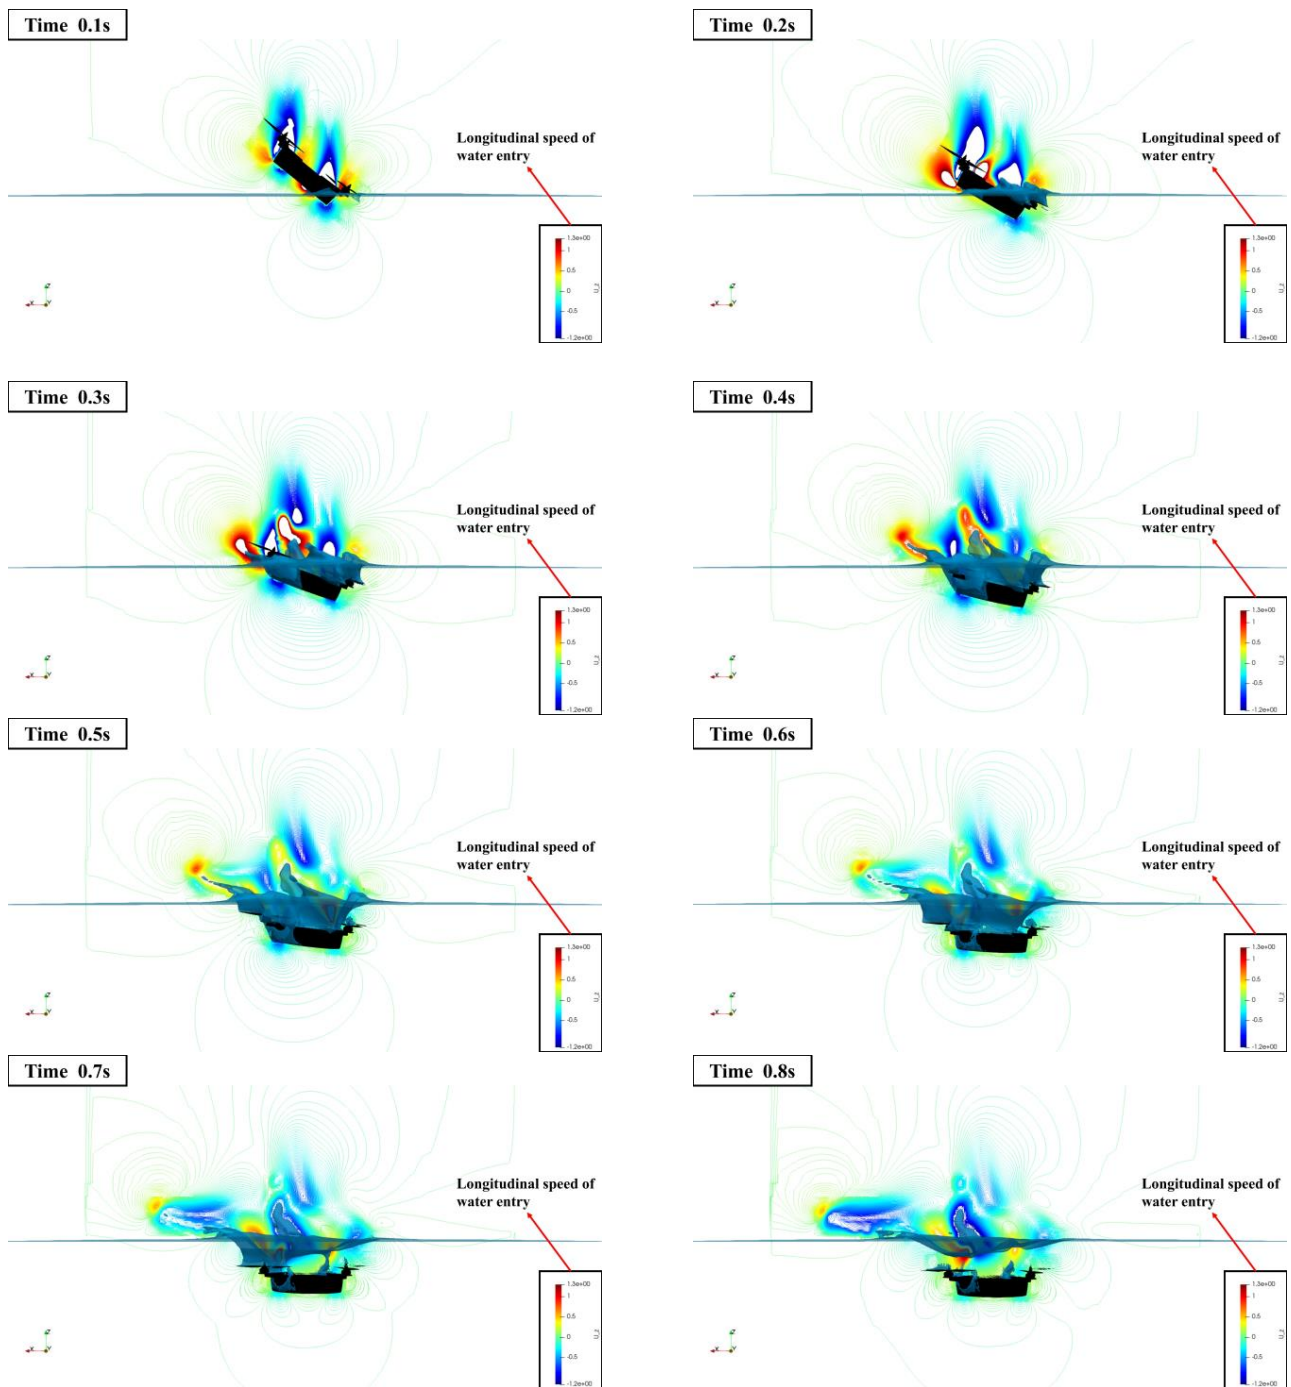 Time 0.1s
Longitudinal speed of
water entry
1.3e+00
1
0.5
0
-0.5
-1.2e+00
U_z
Z
X
Y
Time 0.2s
Longitudinal speed of
water entry
1.3e+00
1
0.5
0
-0.5
-1.2e+00
U_z
Z
X
Y
Time 0.3s
Longitudinal speed of
water entry
1.3e+00
1
0.5
0
-0.5
-1.2e+00
U_z
Z
X
Y
Time 0.4s
Longitudinal speed of
water entry
1.3e+00
1
0.5
0
-0.5
-1.2e+00
U_z
Z
X
Y
Time 0.5s
Longitudinal speed of
water entry
1.3e+00
1
0.5
0
-0.5
-1.2e+00
U_z
Z
X
Y
Time 0.6s
Longitudinal speed of
water entry
1.3e+00
1
0.5
0
-0.5
-1.2e+00
U_z
Z
X
Y
Time 0.7s
Longitudinal speed of
water entry
1.3e+00
1
0.5
0
-0.5
-1.2e+00
U_z
Z
X
Y
Time 0.8s
Longitudinal speed of
water entry
1.3e+00
1
0.5
0
-0.5
-1.2e+00
U_z
Z
X
Y